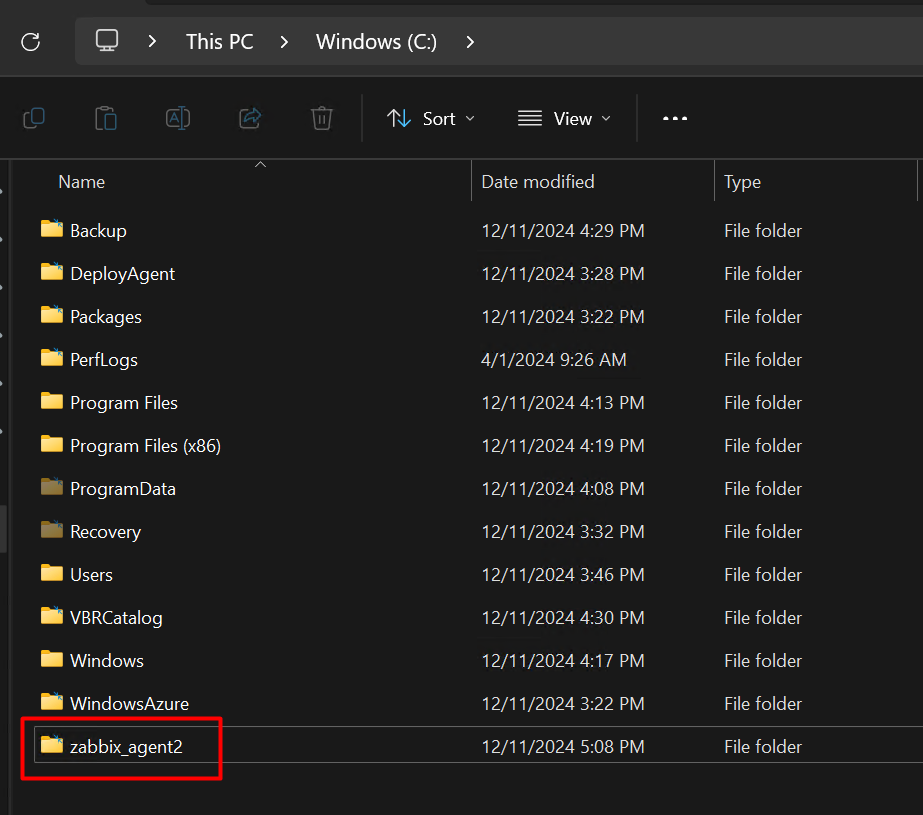 This PC Windows (C:)
Sort View
Name Date modified Type
Backup 12/11/2024 4:29 PM File folder
DeployAgent 12/11/2024 3:28 PM File folder
Packages 12/11/2024 3:22 PM File folder
PerfLogs 4/1/2024 9:26 AM File folder
Program Files 12/11/2024 4:13 PM File folder
Program Files (x86) 12/11/2024 4:19 PM File folder
ProgramData 12/11/2024 4:08 PM File folder
Recovery 12/11/2024 3:32 PM File folder
Users 12/11/2024 3:46 PM File folder
VBRCatalog 12/11/2024 4:30 PM File folder
Windows 12/11/2024 4:17 PM File folder
WindowsAzure 12/11/2024 3:22 PM File folder
zabbix_agent2 12/11/2024 5:08 PM File folder